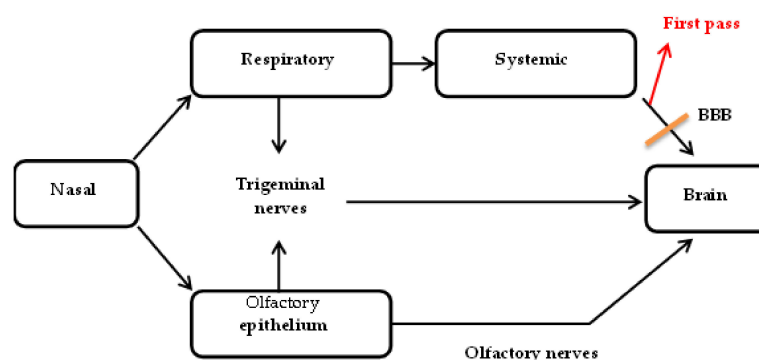 First pass
Respiratory
Systemic
BBB
Nasal
Trigeminal
nerves
Brain
Olfactory
epithelium
Olfactory nerves